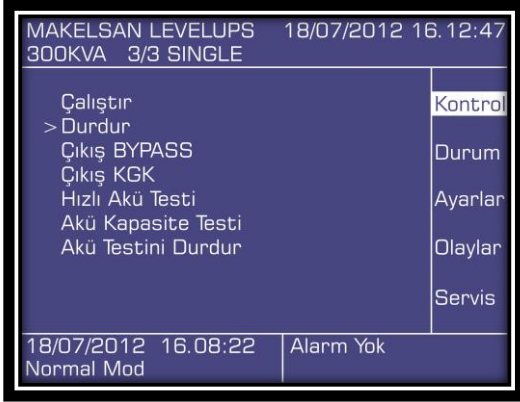 MAKELSAN LEVELUPS 18/07/2012 16.12:47
300KVA 3/3 SINGLE
Çalıştır
>Durdur
Çıkış BYPASS
Çıkış KGK
Hızlı Akü Testi
Akü Kapasite Testi
Akü Testini Durdur
Kontrol
Durum
Ayarlar
Olaylar
Servis
18/07/2012 16.08:22
Normal Mod
Alarm Yok